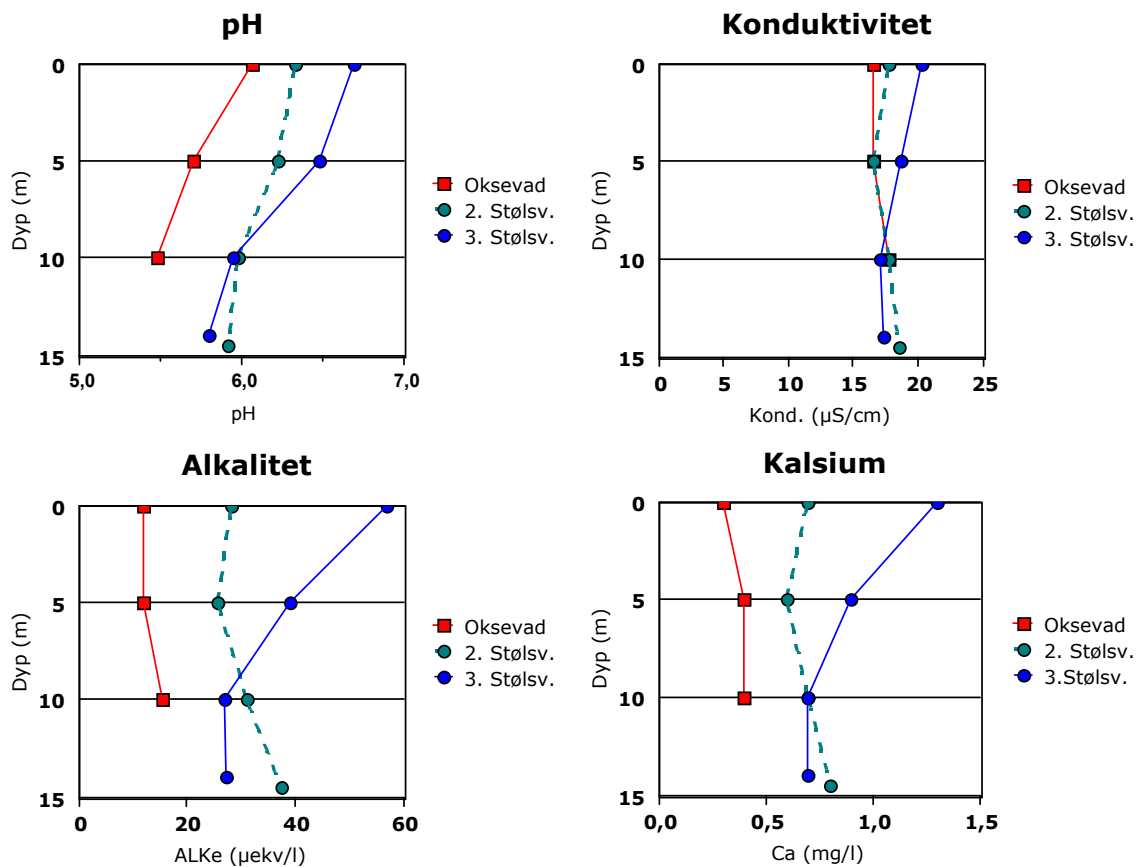 pH
0
5
10
15
Dyp (m)
5,0 6,0 7,0
pH
Oksevad
2. Stølsv.
3. Stølsv.
Konduktivitet
0
5
10
15
Dyp (m)
0 5 10 15 20 25
Kond. (µS/cm)
Oksevad
2. Stølsv.
3. Stølsv.
Alkalitet
0
5
10
15
Dyp (m)
0 20 40 60
ALKe (µekv/l)
Oksevad
2. Stølsv.
3. Stølsv.
Kalsium
0
5
10
15
Dyp (m)
0,0 0,5 1,0 1,5
Ca (mg/l)
Oksevad
2. Stølsv.
3.Stølsv.